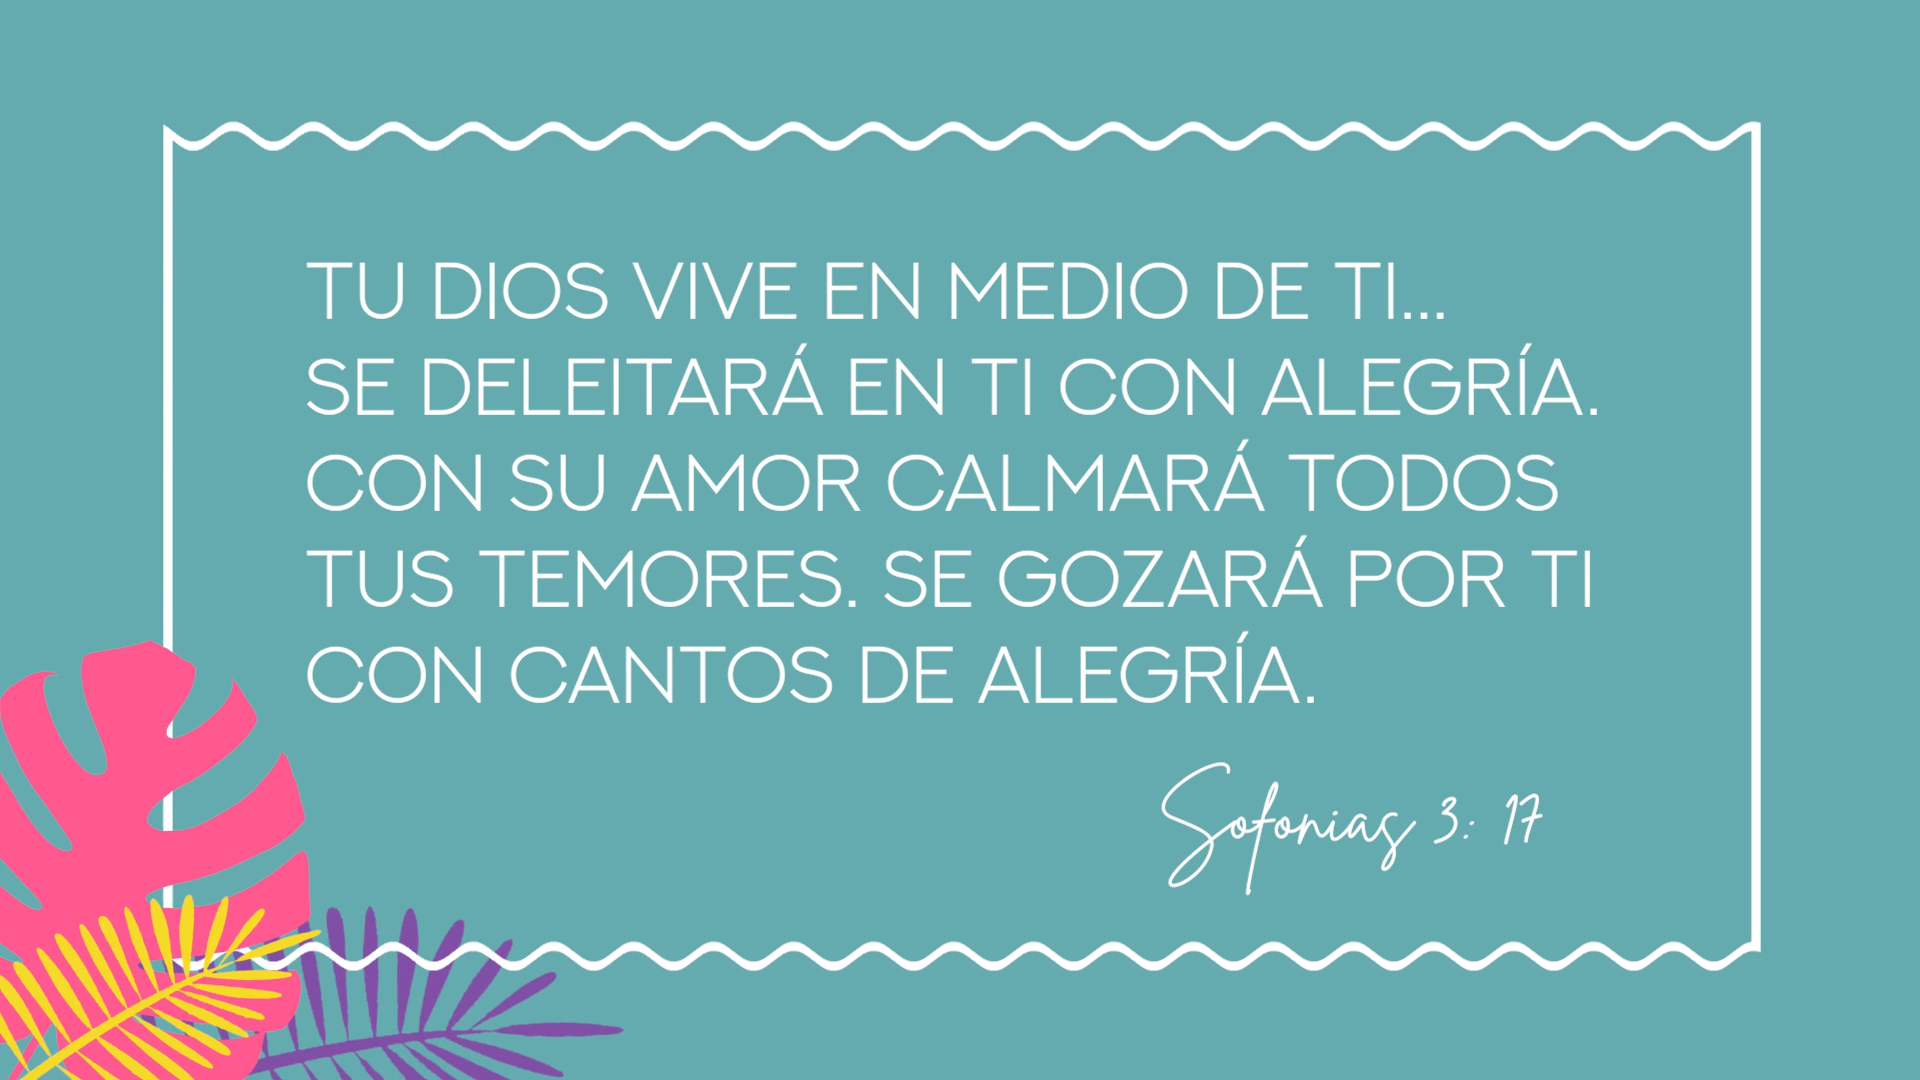 TU DIOS VIVE EN MEDIO DE TI...
SE DELEITARÁ EN TI CON ALEGRÍA.
CON SU AMOR CALMARÁ TODOS
TUS TEMORES. SE GOZARÁ POR TI
CON CANTOS DE ALEGRÍA.
Sofonias 3: 17